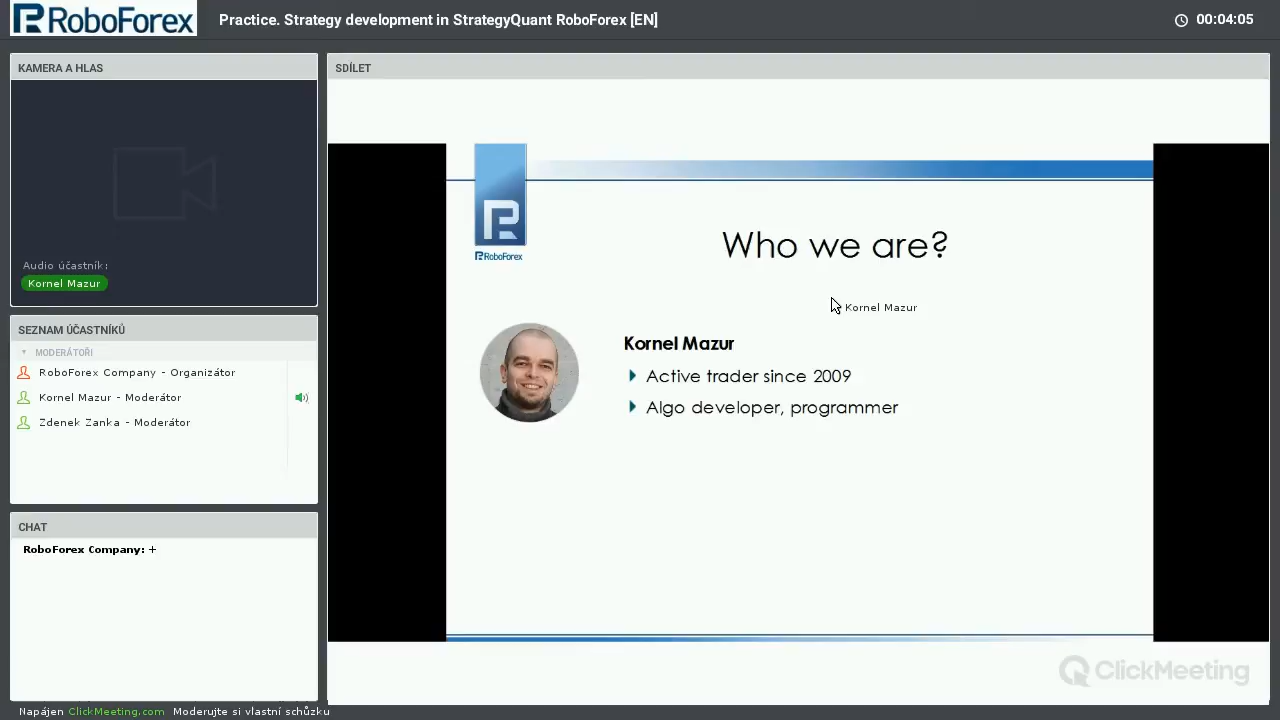 RoboForex
Practice. Strategy development in StrategyQuant RoboForex [EN]
00:04:05
KAMERA A HLAS
Audio účastník:
Kornel Mazur
SEZNAM ÚČASTNÍKŮ
MODERÁTOŘI
RoboForex Company - Organizátor
Kornel Mazur - Moderátor
Zdenek Zanka - Moderátor
CHAT
RoboForex Company: +
SDÍLET
RoboForex
Who we are?
Kornel Mazur
Kornel Mazur
Active trader since 2009
Algo developer, programmer
ClickMeeting
Napájen ClickMeeting.com Moderujte si vlastní schůzku